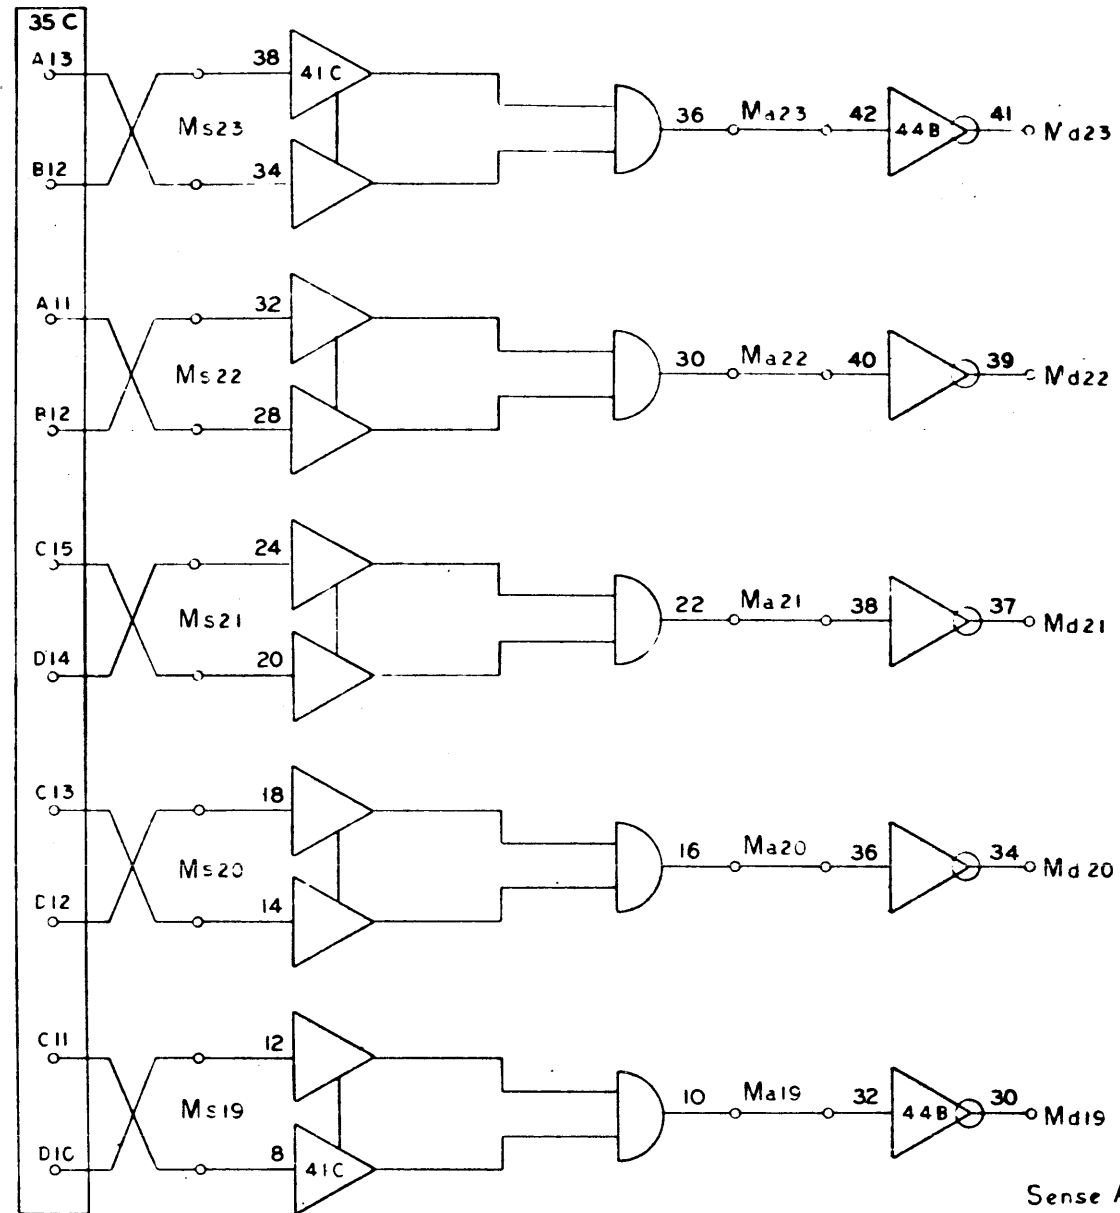 35 C
A13 38 41C
Ms23 36 Ma23 42 44B 41 Md23
B12 34
A11 32
Ms22 30 Ma22 40 39 Md22
B12 28
C15 24
Ms21 22 Ma21 38 37 Md21
D14 20
C13 18
Ms20 16 Ma20 36 34 Md20
D12 14
C11 12
Ms19 10 Ma19 32 44B 30 Md19
D10 8 41C
Sense A